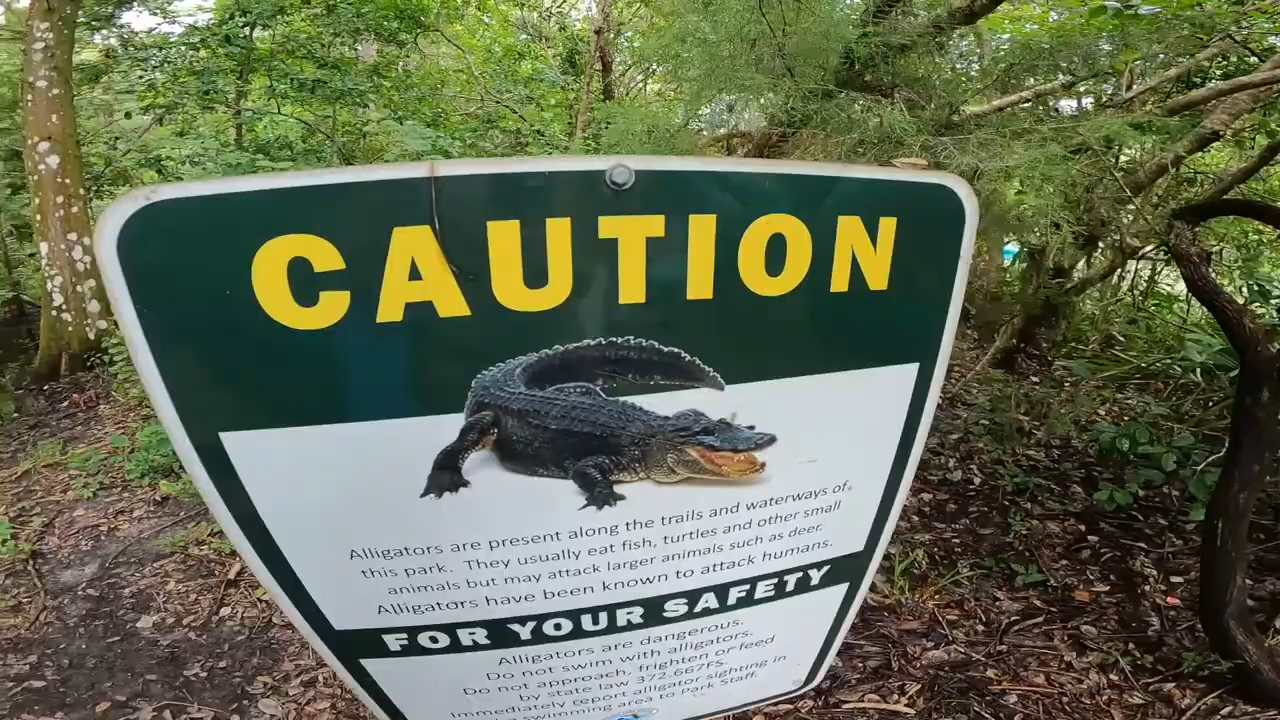 CAUTION
Alligators are present along the trails and waterways of
this park. They usually eat fish, turtles and other small
animals but may attack larger animals such as deer.
Alligators have been known to attack humans.
FOR YOUR SAFETY
Alligators are dangerous.
Do not swim with alligators.
Do not approach, frighten or feed
by state law 372.667FS.
Immediately report alligator sighting in
swimming area to Park Staff.